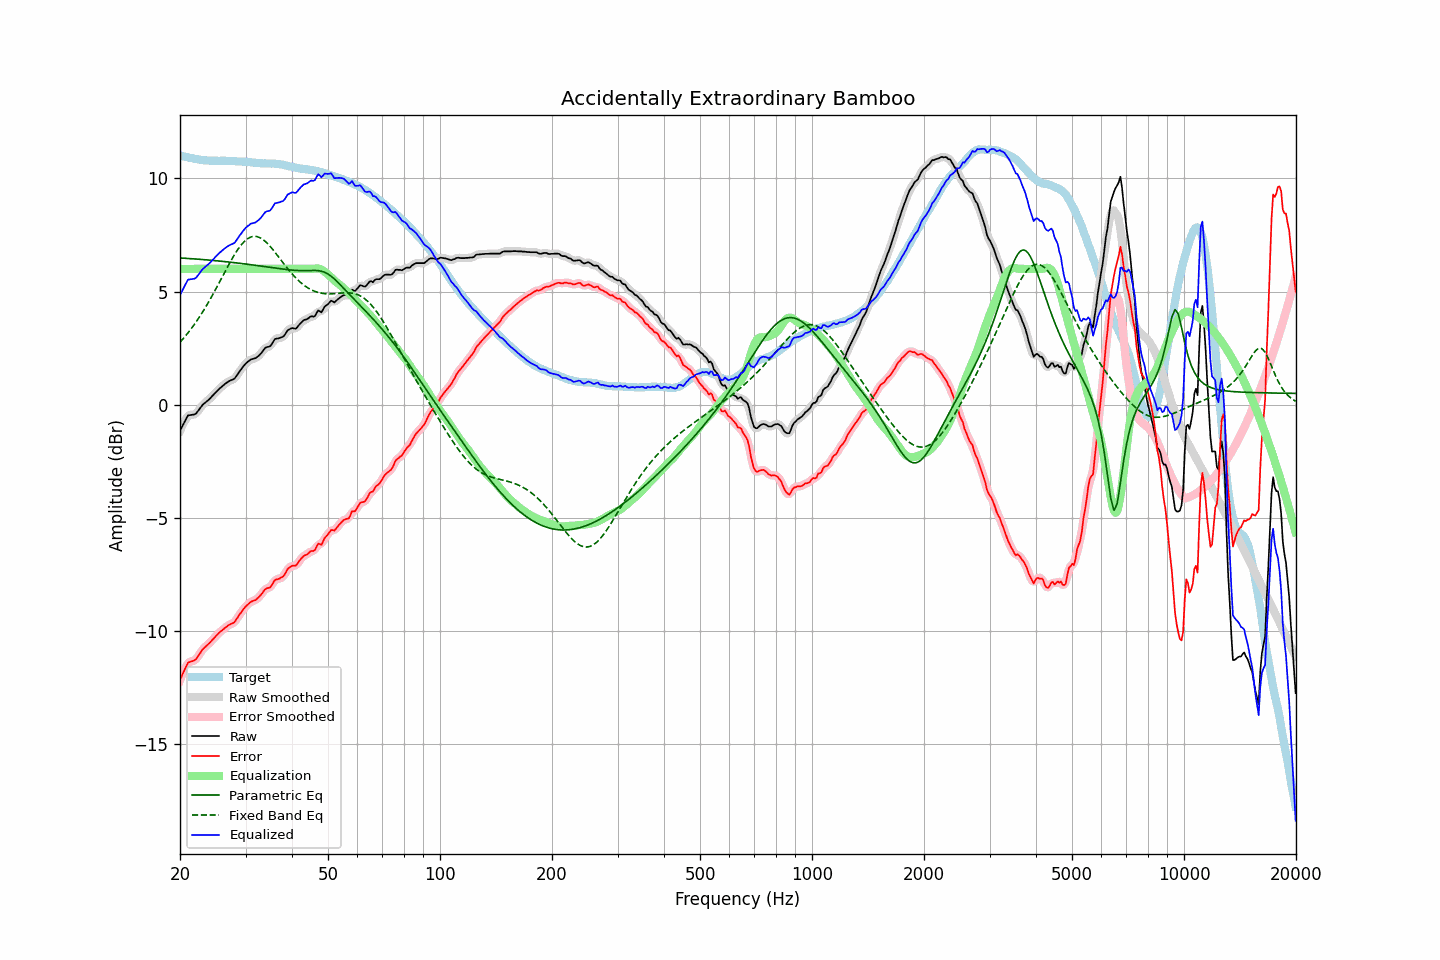 Accidentally Extraordinary Bamboo
10
5
0
−5
−10
−15
Amplitude (dBr)
Target
Raw Smoothed
Error Smoothed
Raw
Error
Equalization
Parametric Eq
Fixed Band Eq
Equalized
20 50 100 200 500 1000 2000 5000 10000 20000
Frequency (Hz)